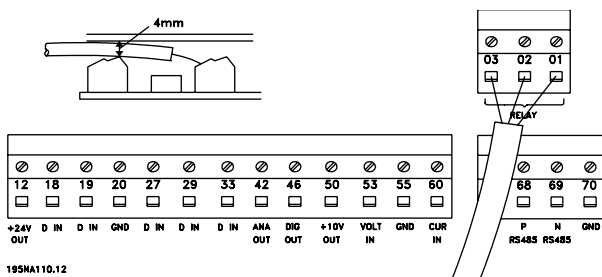 4mm
03 02 01
RELAY
12 18 19 20 27 29 33 42 46 50 53 55 60
+24V OUT D IN D IN GND D IN D IN D IN ANA OUT DIG OUT +10V OUT VOLT IN GND CUR IN
68 69 70
P RS485 N RS485 GND
195NA110.12